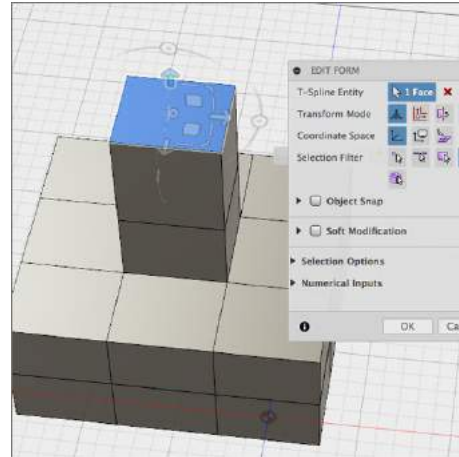 EDIT FORM
T-Spline Entity 1 Face
Transform Mode
Coordinate Space
Selection Filter
Object Snap
Soft Modification
Selection Options
Numerical Inputs
OK Ca